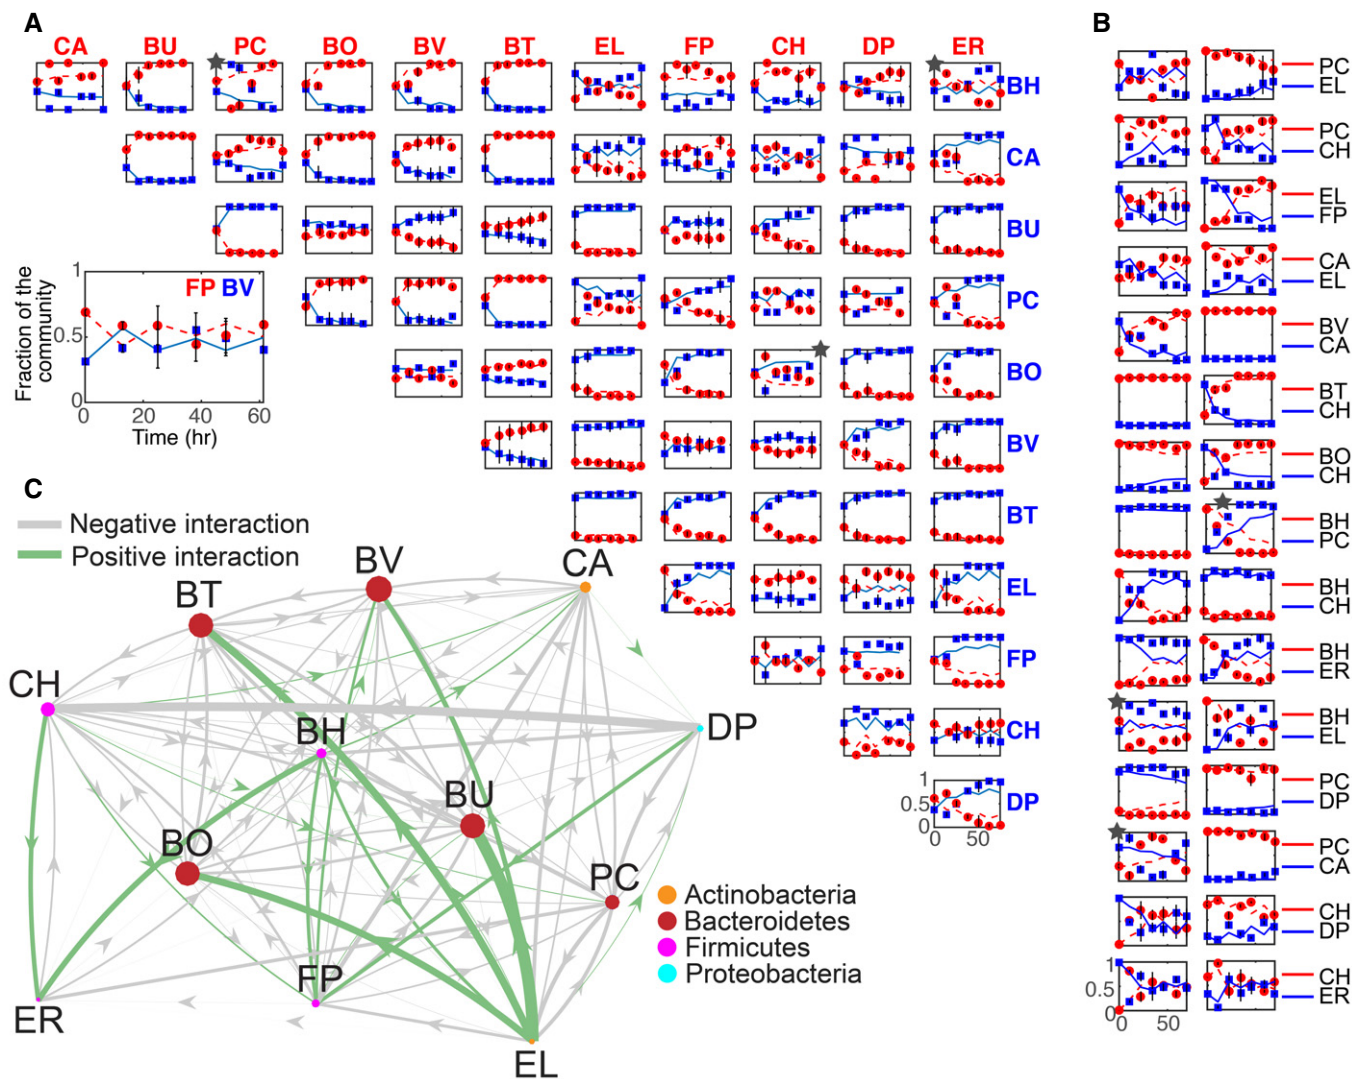 A
B
CA BU PC BO BV BT EL FP CH DP ER
BH
CA
BU
PC
BO
BV
BT
EL
FP
CH
DP
1
0.5
0
0 50
Fraction of the
community
1
0.5
0
FP BV
0 20 40 60
Time (hr)
PC
EL
PC
CH
EL
FP
CA
EL
BV
CA
BT
CH
BO
CH
BH
PC
BH
CH
BH
ER
BH
EL
PC
DP
PC
CA
CH
DP
CH
ER
1
0.5
0
0 50
C
Negative interaction
Positive interaction
BV
CA
BT
CH
BH
DP
BU
BO
PC
FP
ER
EL
Actinobacteria
Bacteroidetes
Firmicutes
Proteobacteria